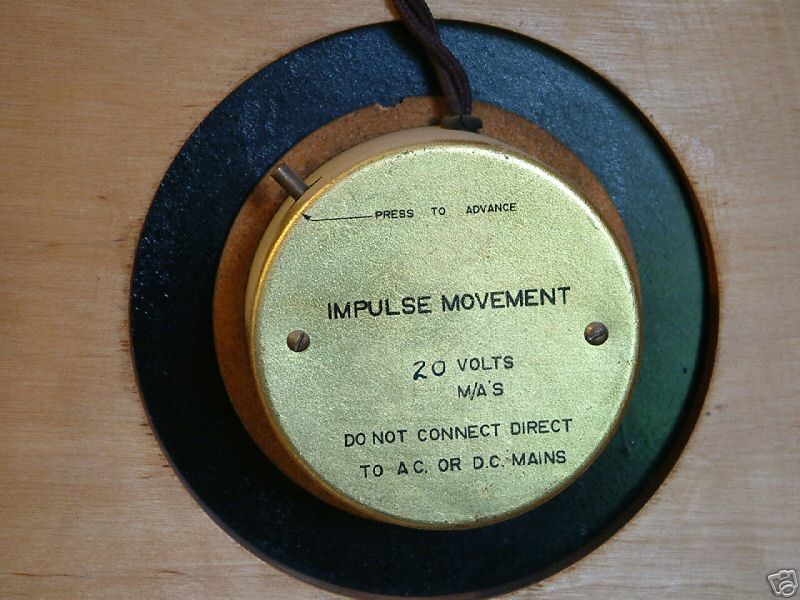 PRESS TO ADVANCE
IMPULSE MOVEMENT
20 VOLTS
M/A'S
DO NOT CONNECT DIRECT
TO A.C. OR D.C. MAINS